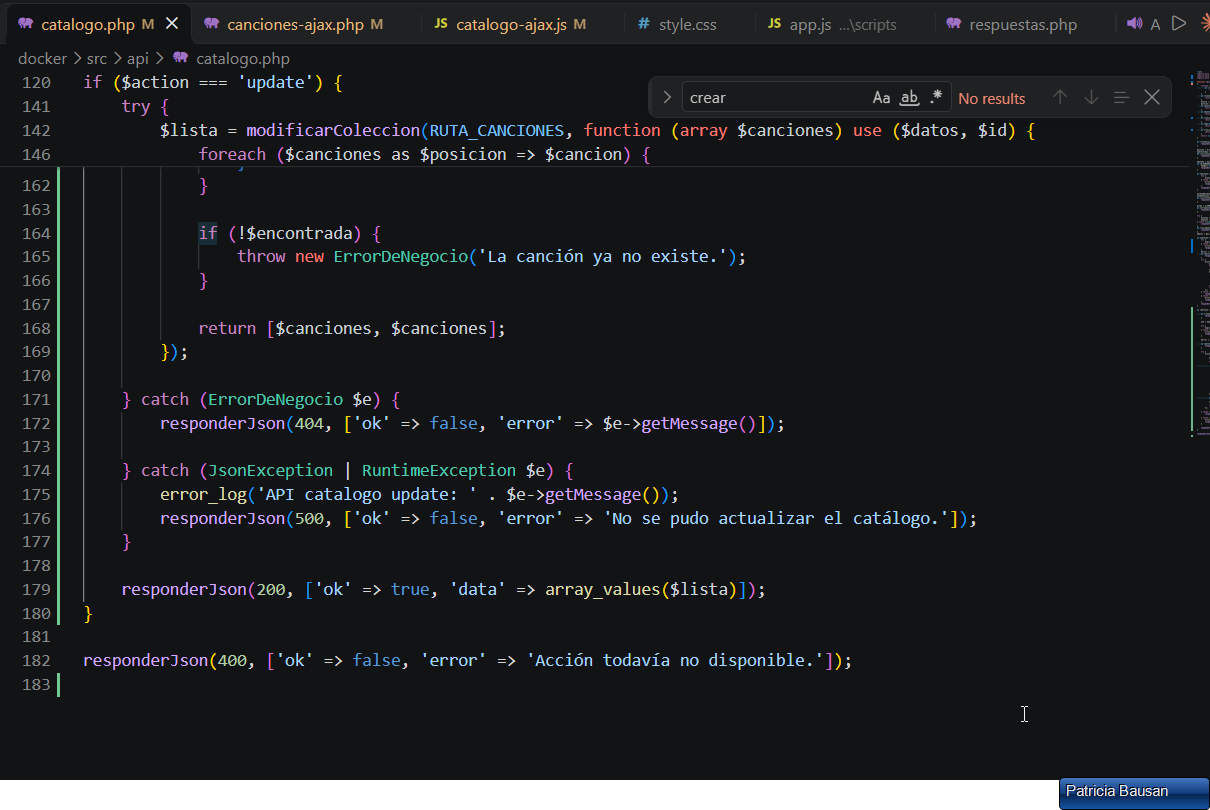 catalogo.php M
canciones-ajax.php M
JS catalogo-ajax.js M
# style.css
JS app.js ...\scripts
respuestas.php
A
docker > src > api > catalogo.php
crear
Aa ab .* No results
120 if ($action === 'update') {
141 try {
142 $lista = modificarColeccion(RUTA_CANCIONES, function (array $canciones) use ($datos, $id) {
146 foreach ($canciones as $posicion => $cancion) {
162 }
163
164 if (!$encontrada) {
165 throw new ErrorDeNegocio('La canción ya no existe.');
166 }
167
168 return [$canciones, $canciones];
169 });
170
171 } catch (ErrorDeNegocio $e) {
172 responderJson(404, ['ok' => false, 'error' => $e->getMessage()]);
173
174 } catch (JsonException | RuntimeException $e) {
175 error_log('API catalogo update: ' . $e->getMessage());
176 responderJson(500, ['ok' => false, 'error' => 'No se pudo actualizar el catálogo.']);
177 }
178
179 responderJson(200, ['ok' => true, 'data' => array_values($lista)]);
180 }
181
182 responderJson(400, ['ok' => false, 'error' => 'Acción todavía no disponible.']);
183
Patricia Bausan